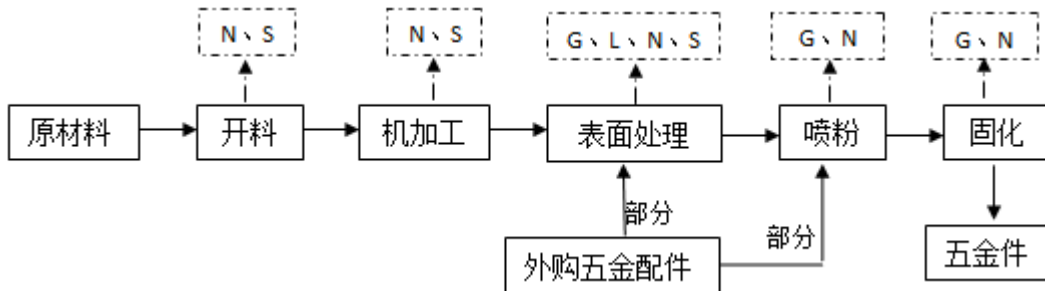 N、S
N、S
G、L、N、S
G、N
G、N
原材料
开料
机加工
表面处理
喷粉
固化
部分
部分
外购五金配件
五金件